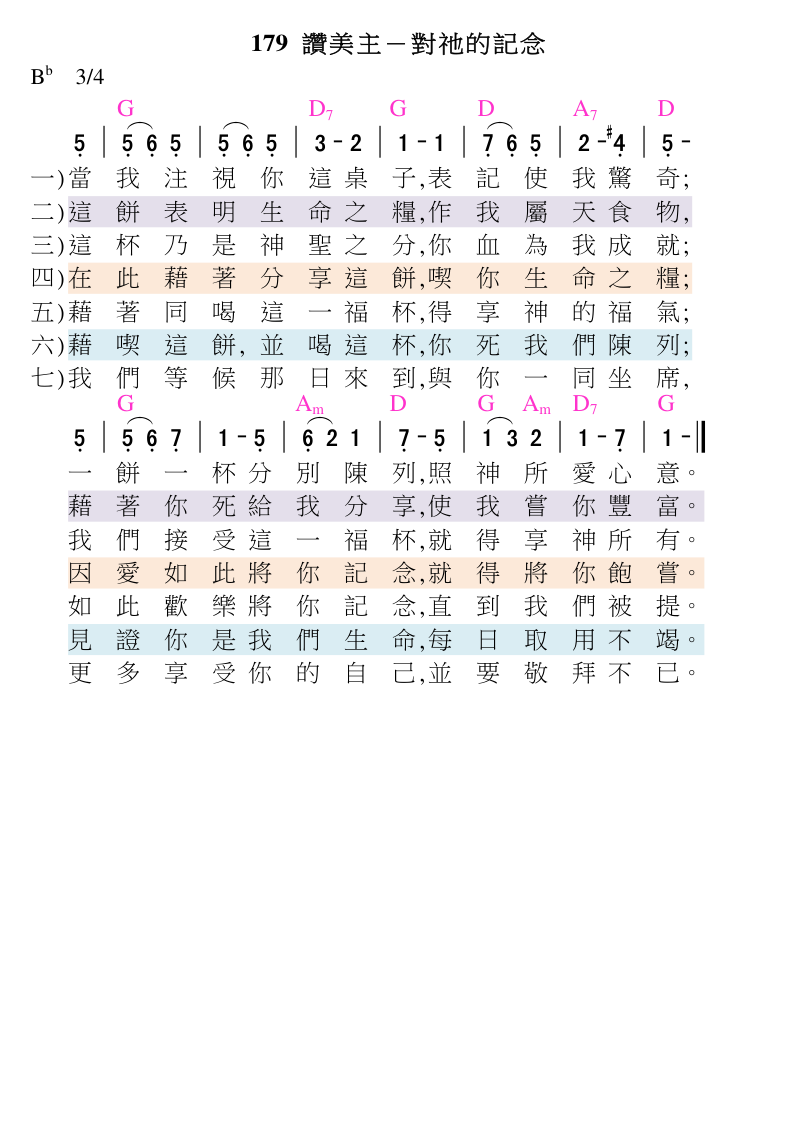 179 讚美主－對祂的記念
Bb 3/4
G D7 G D A7 D
5 | 5 6 5 | 5 6 5 | 3 - 2 | 1 - 1 | 7 6 5 | 2 - #4 | 5 -
一)當我注視你這桌子,表記使我驚奇;
二)這餅表明生命之糧,作我屬天食物,
三)這杯乃是神聖之分,你血為我成就;
四)在此藉著分享這餅,喫你生命之糧;
五)藉著同喝這一福杯,得享神的福氣;
六)藉喫這餅,並喝這杯,你死我們陳列;
七)我們等候那日來到,與你一同坐席,
G Am D G Am D7 G
5 | 5 6 7 | 1 - 5 | 6 2 1 | 7 - 5 | 1 3 2 | 1 - 7 | 1 - ||
一餅一杯分別陳列,照神所愛心意。
藉著你死給我分享,使我嘗你豐富。
我們接受這一福杯,就得享神所有。
因愛如此將你記念,就得將你飽嘗。
如此歡樂將你記念,直到我們被提。
見證你是我們生命,每日取用不竭。
更多享受你的自己,並要敬拜不已。